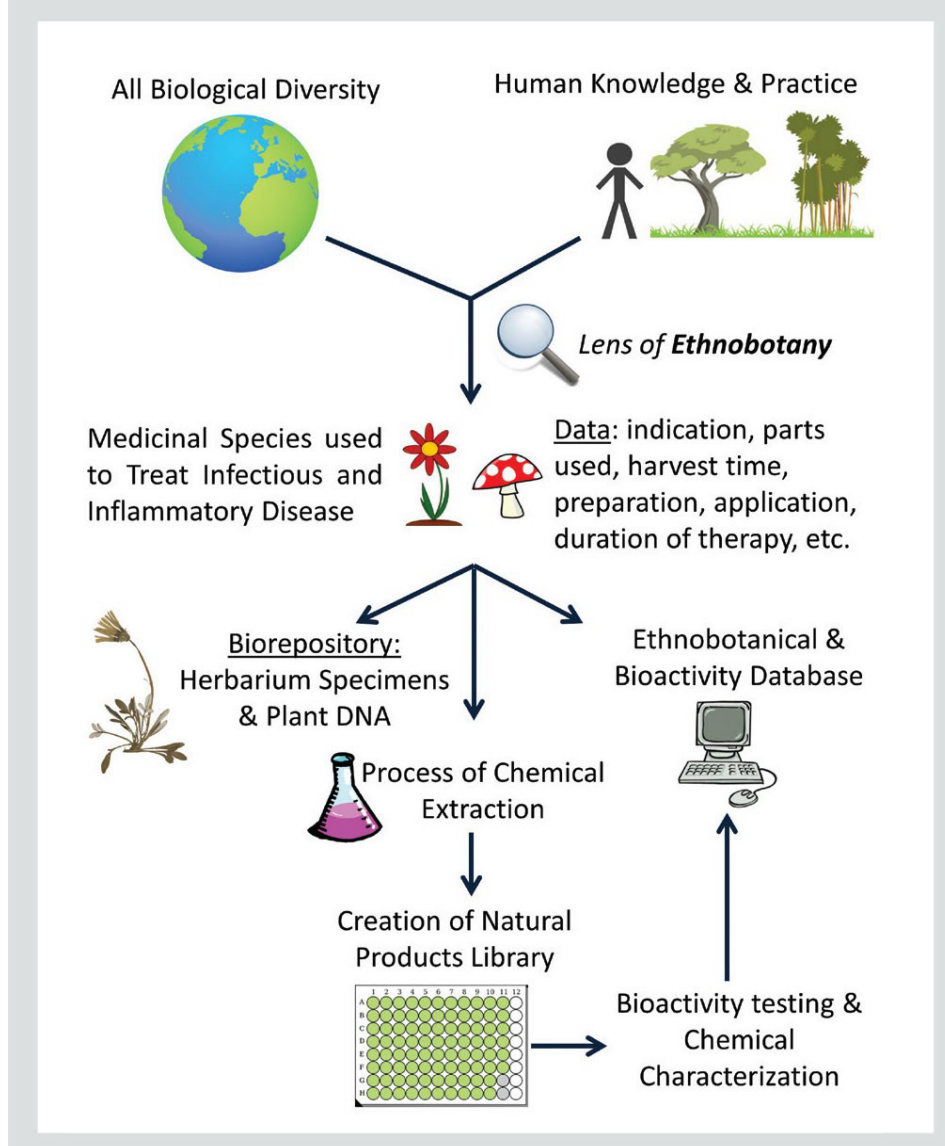 All Biological Diversity
Human Knowledge & Practice
Lens of Ethnobotany
Medicinal Species used
to Treat Infectious and
Inflammatory Disease
Data: indication, parts
used, harvest time,
preparation, application,
duration of therapy, etc.
Biorepository:
Herbarium Specimens
& Plant DNA
Ethnobotanical &
Bioactivity Database
Process of Chemical
Extraction
Creation of Natural
Products Library
1 2 3 4 5 6 7 8 9 10 11 12
A
B
C
D
E
F
G
H
Bioactivity testing &
Chemical
Characterization